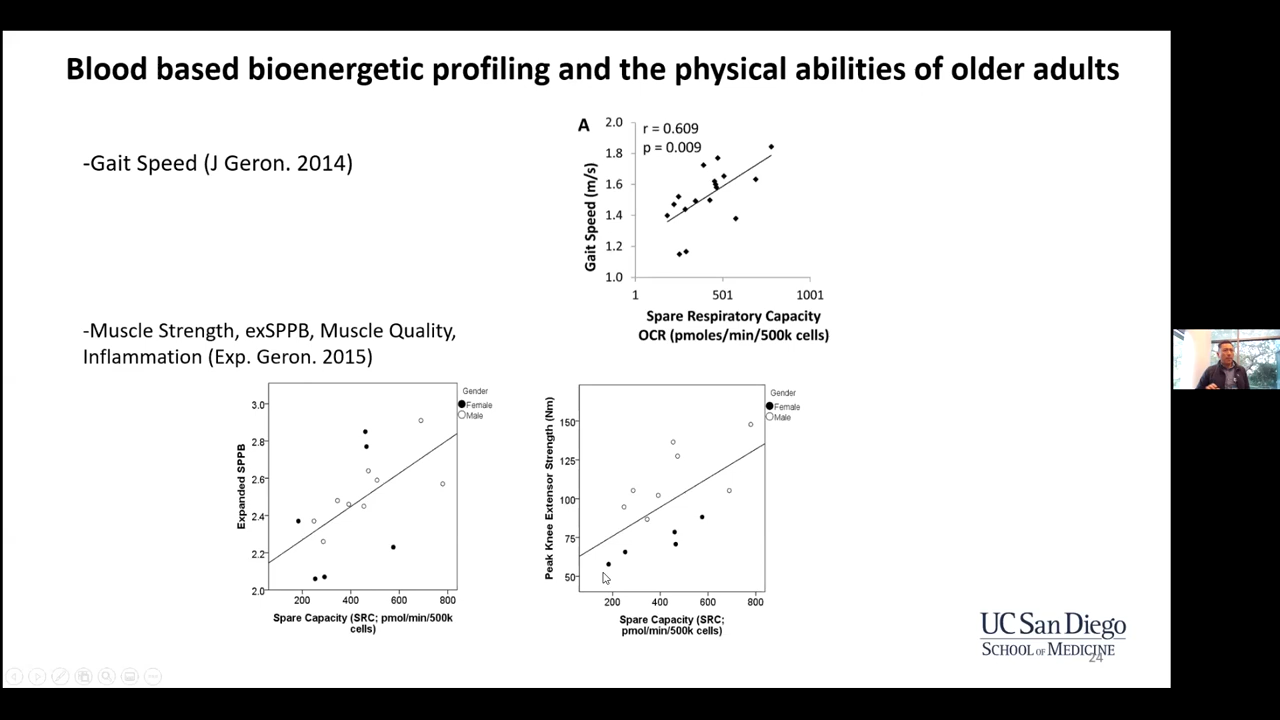 Blood based bioenergetic profiling and the physical abilities of older adults
-Gait Speed (J Geron. 2014)
A
r = 0.609
p = 0.009
Gait Speed (m/s)
2.0
1.8
1.6
1.4
1.2
1.0
1 501 1001
Spare Respiratory Capacity
OCR (pmoles/min/500k cells)
-Muscle Strength, exSPPB, Muscle Quality,
Inflammation (Exp. Geron. 2015)
Expanded SPPB
3.0
2.8
2.6
2.4
2.2
2.0
200 400 600 800
Spare Capacity (SRC; pmol/min/500k
cells)
Gender
Female
Male
Peak Knee Extensor Strength (Nm)
150
125
100
75
50
200 400 600 800
Spare Capacity (SRC;
pmol/min/500k cells)
Gender
Female
Male
UC San Diego
SCHOOL OF MEDICINE
24